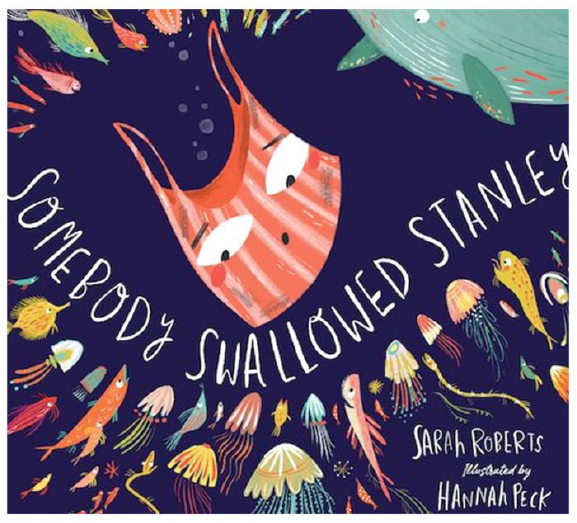 SOMEBODY SWALLOWED STANLEY
SARAH ROBERTS
Illustrated by
HANNAH PECK